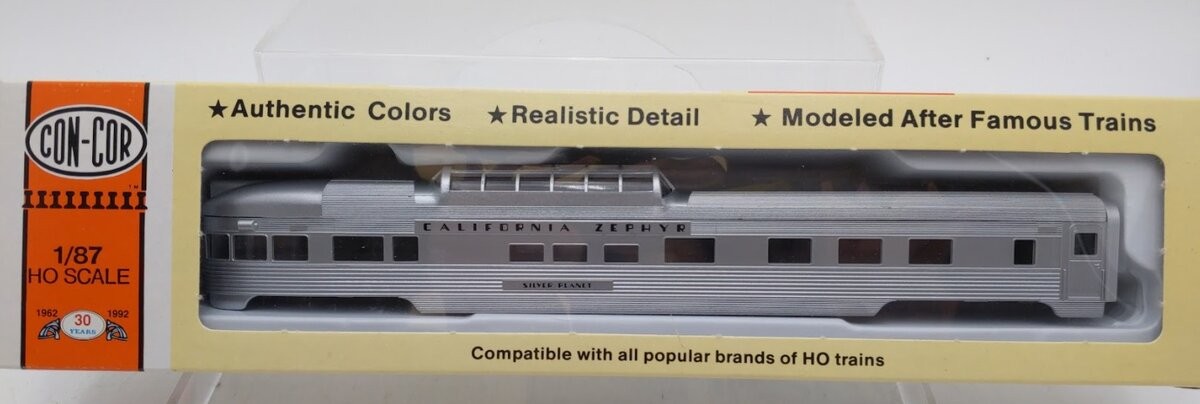 ★Authentic Colors ★Realistic Detail ★ Modeled After Famous Trains
CON-COR
TM
1/87
HO SCALE
1962 30 YEARS 1992
CALIFORNIA ZEPHYR
SILVER PLANET
Compatible with all popular brands of HO trains